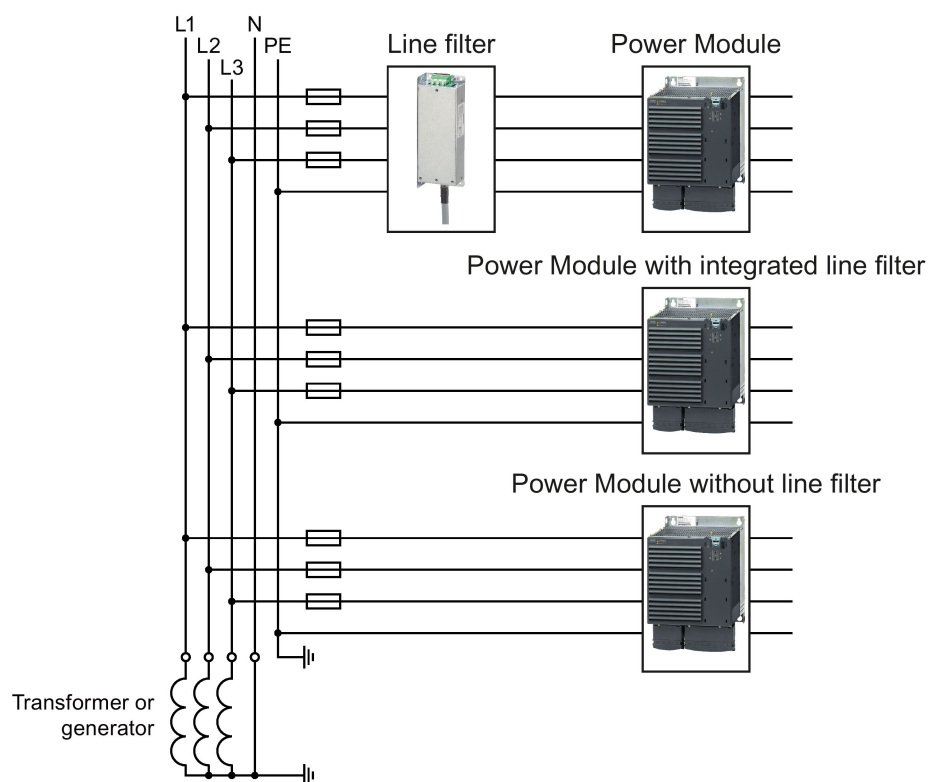 L1
L2
L3
N
PE
Line filter
Power Module
Power Module with integrated line filter
Power Module without line filter
Transformer or
generator